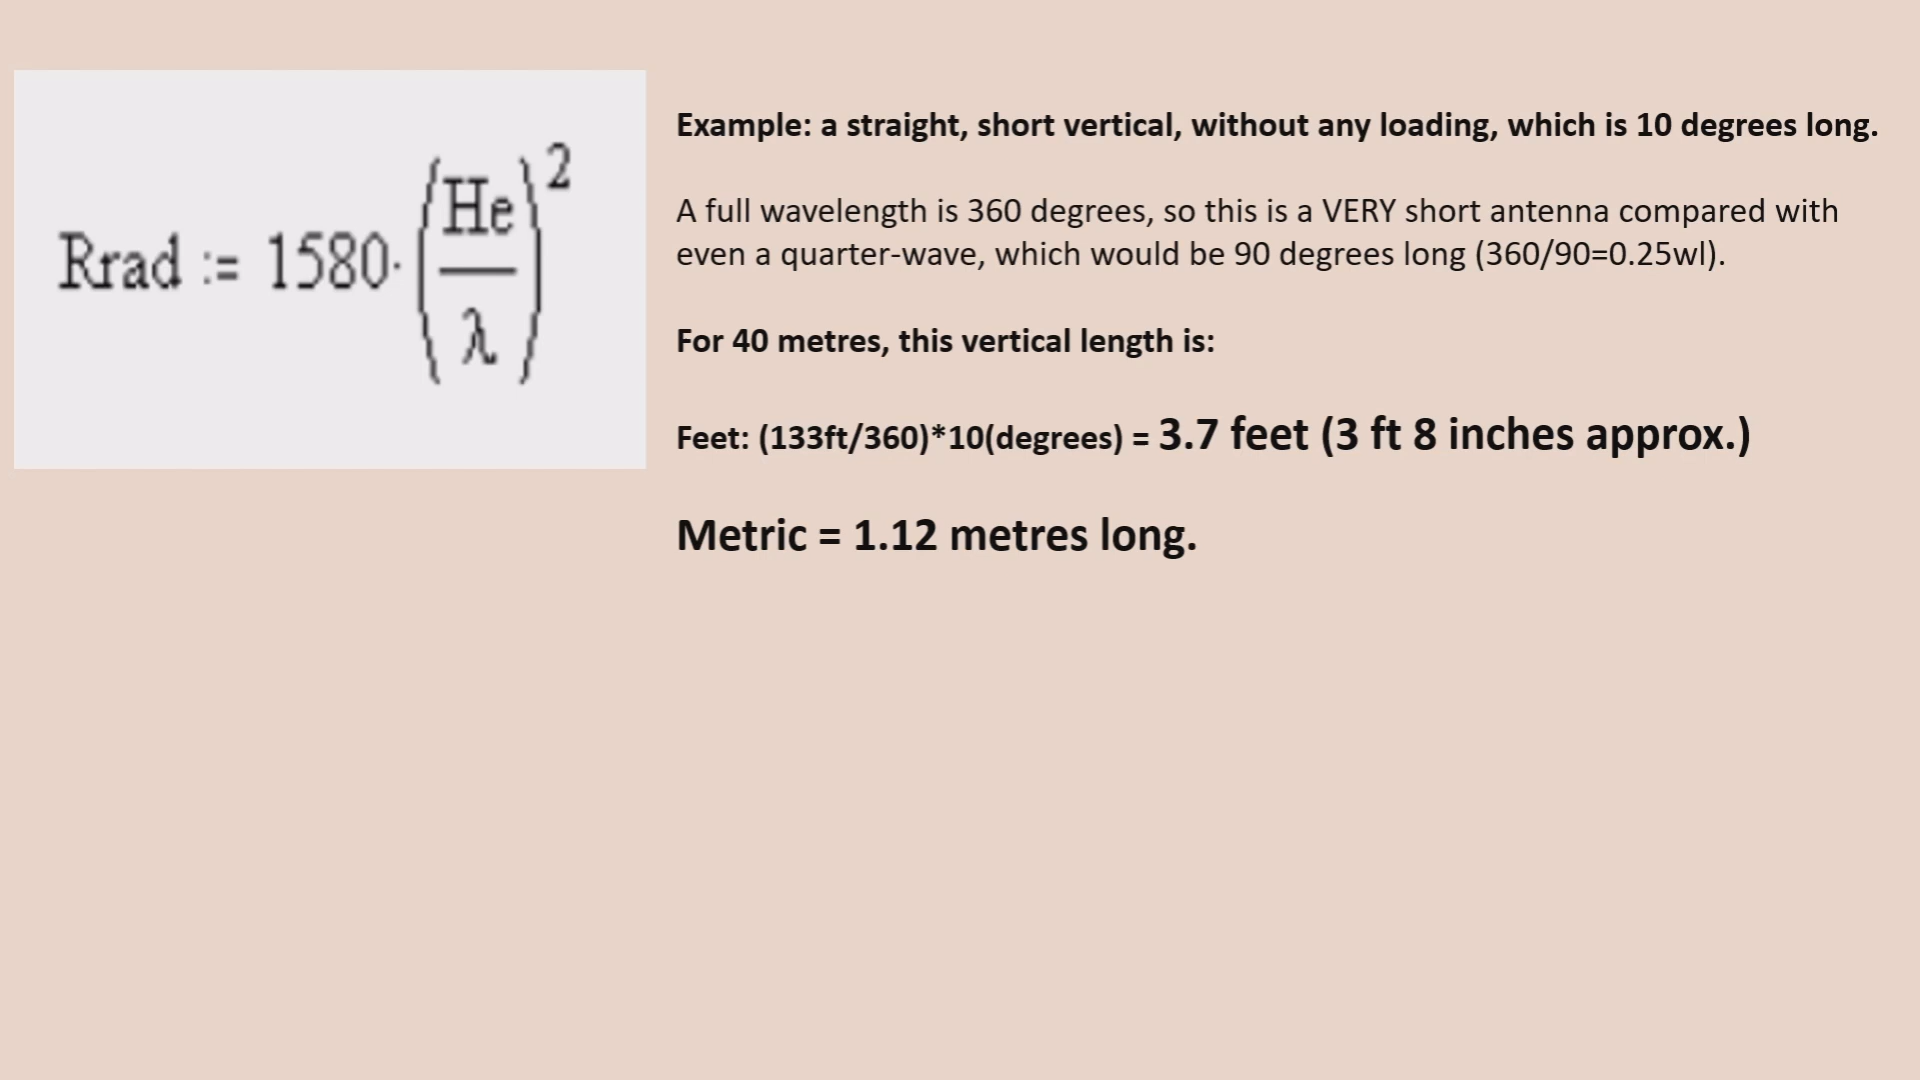 Rrad := 1580·(He/λ)²
Example: a straight, short vertical, without any loading, which is 10 degrees long.
A full wavelength is 360 degrees, so this is a VERY short antenna compared with
even a quarter-wave, which would be 90 degrees long (360/90=0.25wl).
For 40 metres, this vertical length is:
Feet: (133ft/360)*10(degrees) = 3.7 feet (3 ft 8 inches approx.)
Metric = 1.12 metres long.